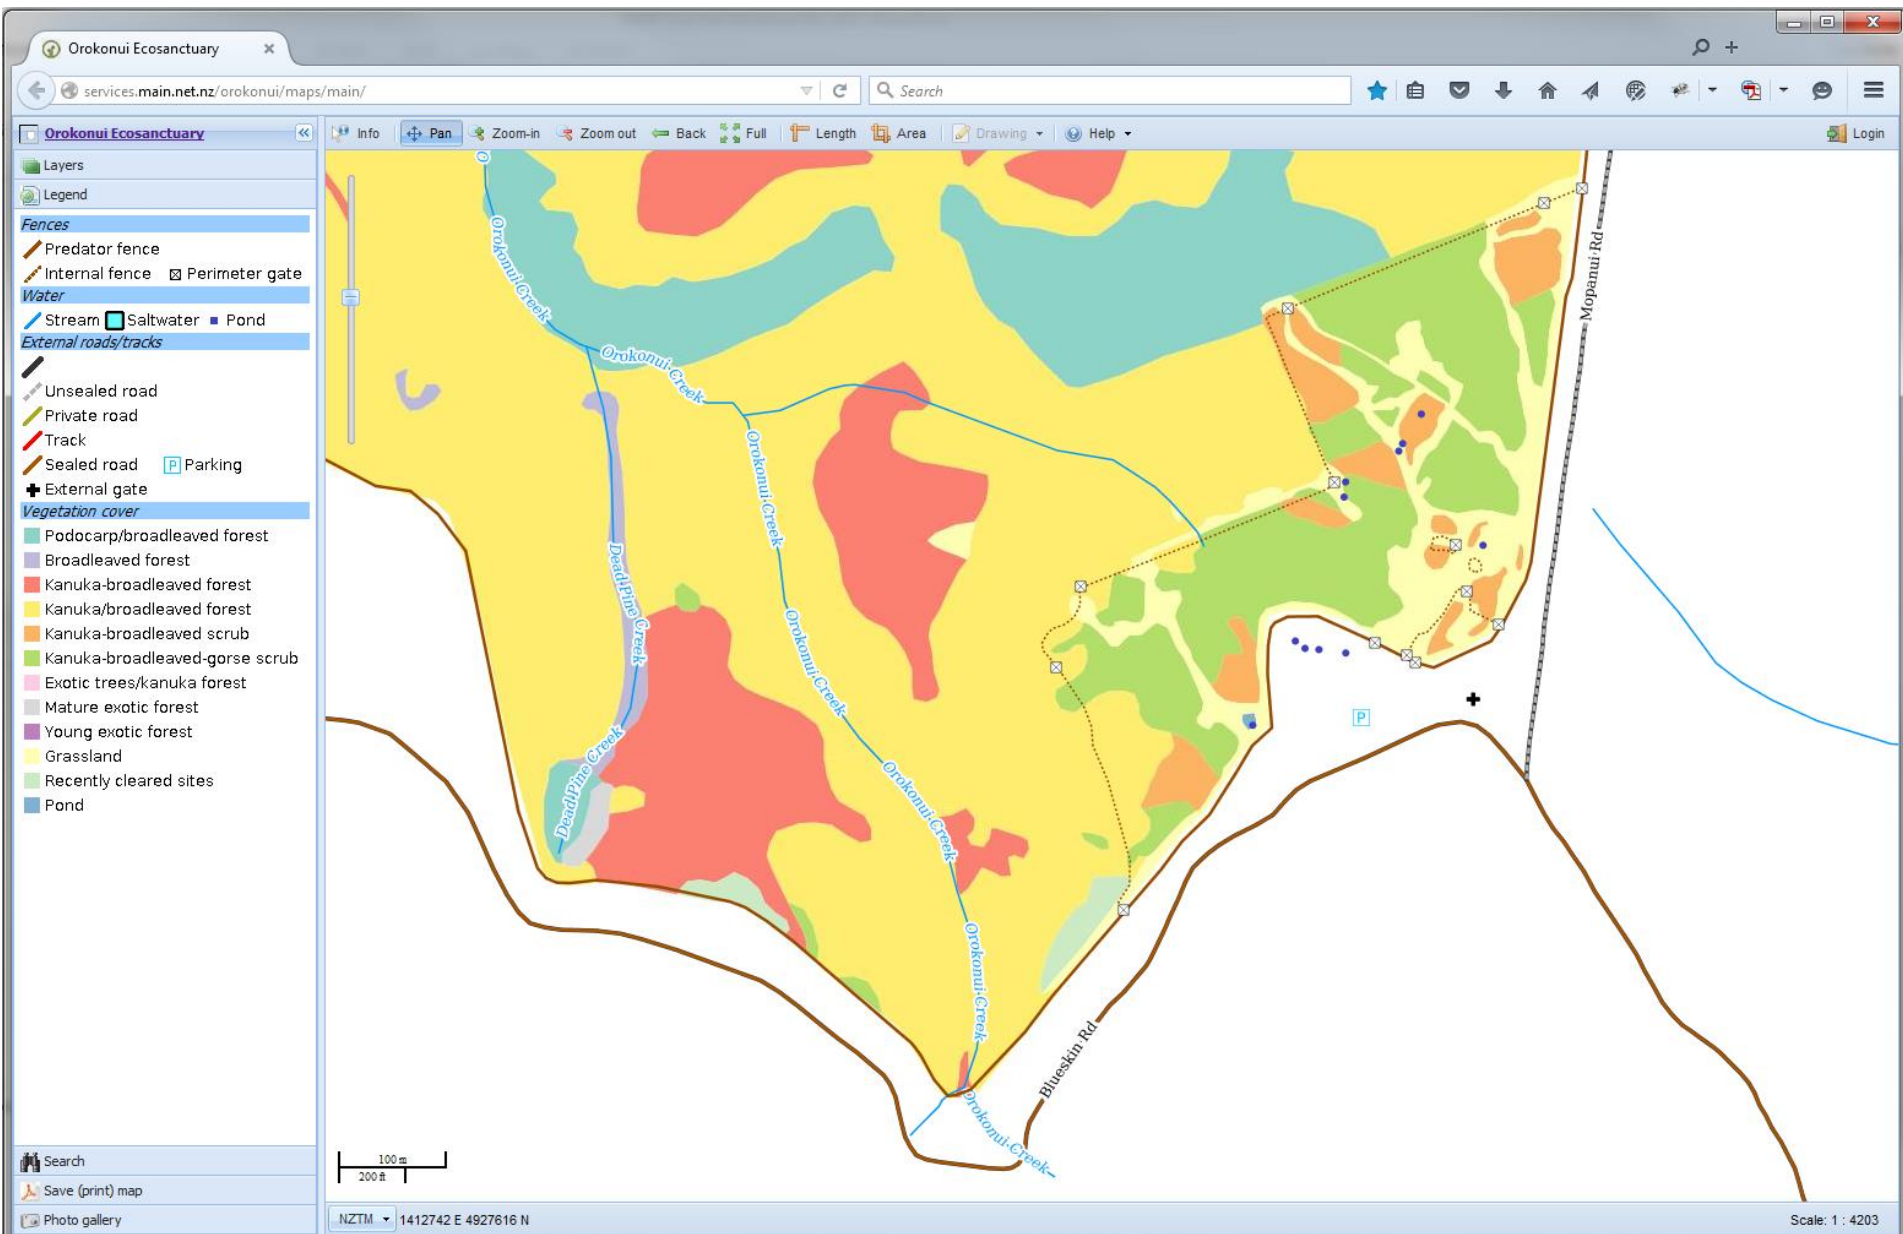 Orokonui Ecosanctuary
services.main.net.nz/orokonui/maps/main/
Search
Orokonui Ecosanctuary
Info
Pan
Zoom-in
Zoom out
Back
Full
Length
Area
Drawing
Help
Login
Layers
Legend
Fences
Predator fence
Internal fence
Perimeter gate
Water
Stream
Saltwater
Pond
External roads/tracks
Unsealed road
Private road
Track
Sealed road
P
Parking
External gate
Vegetation cover
Podocarp/broadleaved forest
Broadleaved forest
Kanuka-broadleaved forest
Kanuka/broadleaved forest
Kanuka-broadleaved scrub
Kanuka-broadleaved-gorse scrub
Exotic trees/kanuka forest
Mature exotic forest
Young exotic forest
Grassland
Recently cleared sites
Pond
Search
Save (print) map
Photo gallery
O
Orokonui·Creek
Orokonui·Creek
Orokonui·Creek
Dead·Pine·Creek
Orokonui·Creek
Dead·Pine·Creek
Orokonui·Creek
Orokonui·Creek
Orokonui·Creek
Mopanui·Rd
P
Blueskin·Rd
100 m
200 ft
NZTM
1412742 E 4927616 N
Scale: 1 : 4203